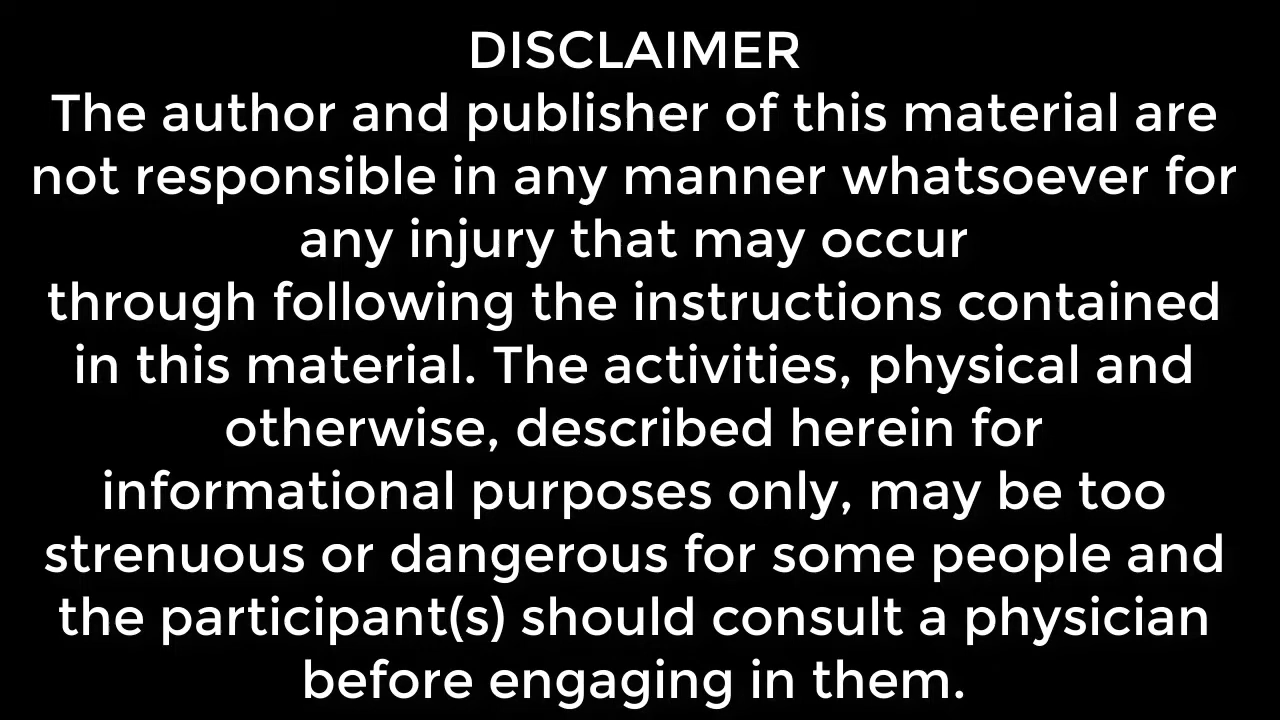 DISCLAIMER
The author and publisher of this material are
not responsible in any manner whatsoever for
any injury that may occur
through following the instructions contained
in this material. The activities, physical and
otherwise, described herein for
informational purposes only, may be too
strenuous or dangerous for some people and
the participant(s) should consult a physician
before engaging in them.